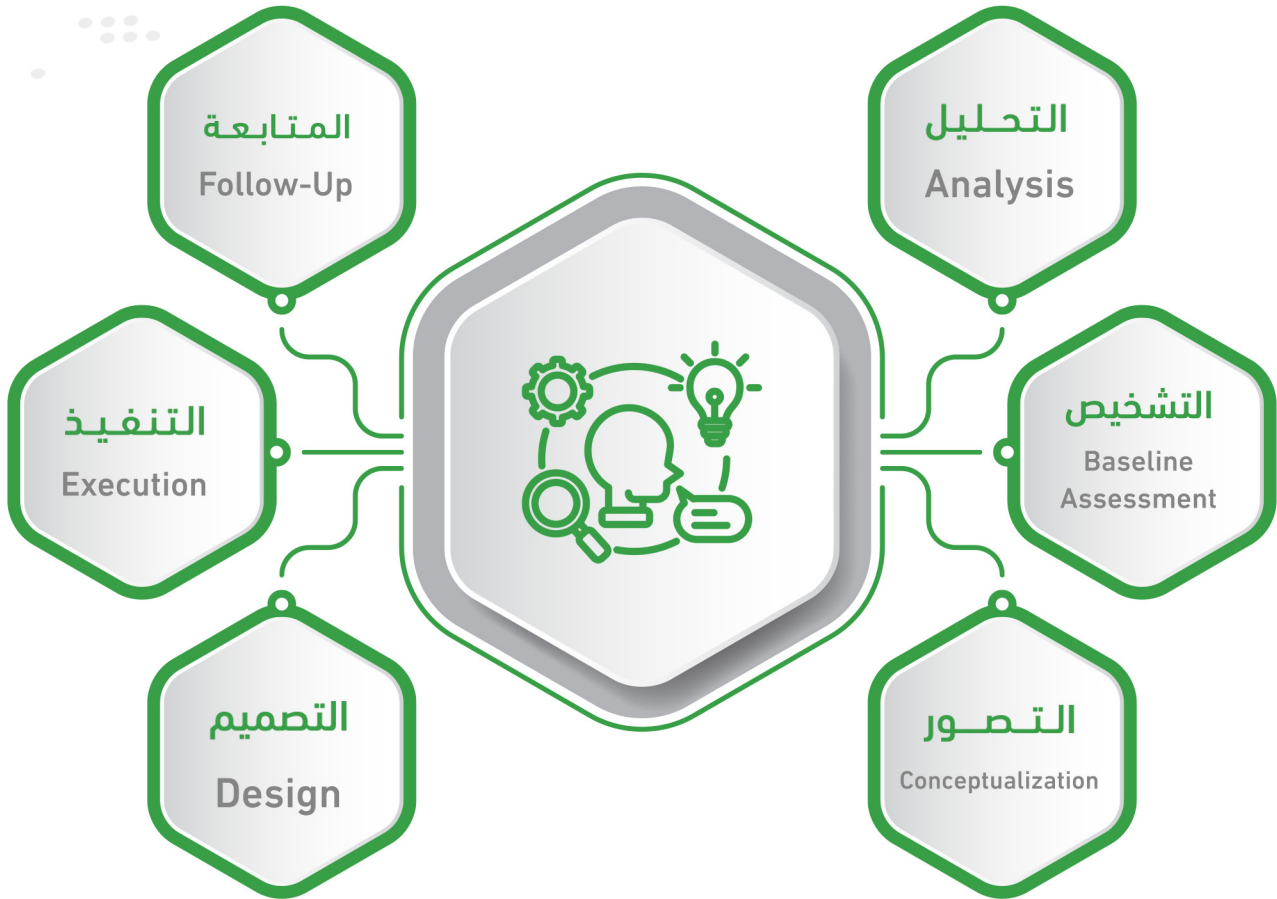 التحليل
Analysis
التشخيص
Baseline
Assessment
التصور
Conceptualization
التصميم
Design
التنفيذ
Execution
المتابعة
Follow-Up